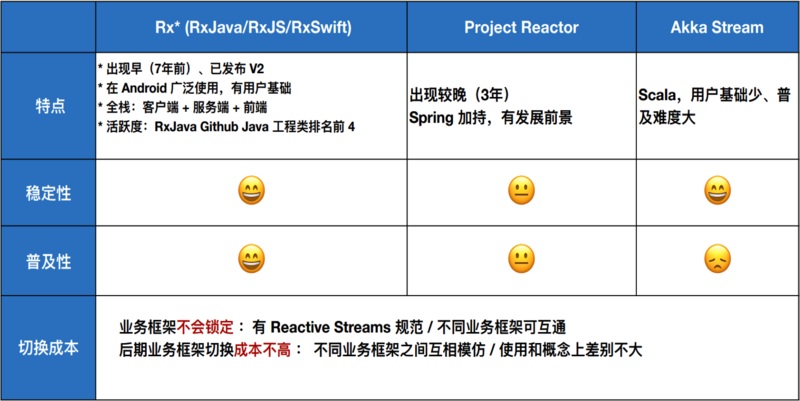 Rx* (RxJava/RxJS/RxSwift)
Project Reactor
Akka Stream
特点
* 出现早（7年前）、已发布 V2
* 在 Android 广泛使用，有用户基础
* 全栈：客户端 + 服务端 + 前端
* 活跃度：RxJava Github Java 工程类排名前 4
出现较晚（3年）
Spring 加持，有发展前景
Scala，用户基础少、普
及难度大
稳定性
普及性
切换成本
业务框架不会锁定： 有 Reactive Streams 规范 / 不同业务框架可互通
后期业务框架切换成本不高： 不同业务框架之间互相模仿 / 使用和概念上差别不大